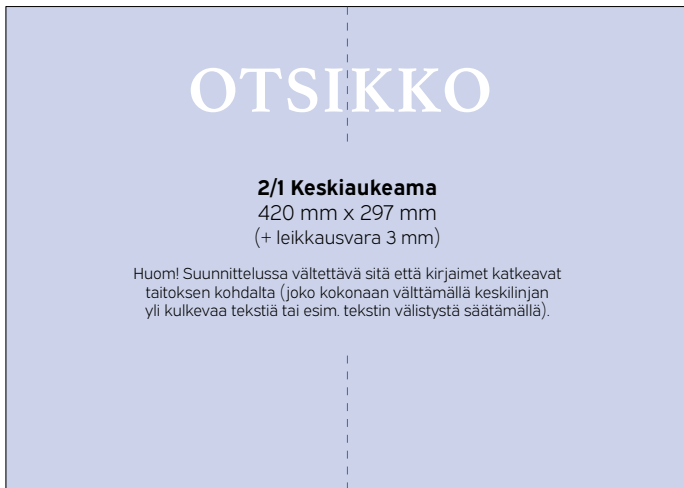 OTSIKKO
2/1 Keskiaukeama
420 mm x 297 mm
(+ leikkausvara 3 mm)
Huom! Suunnittelussa vältettävä sitä että kirjaimet katkeavat
taitoksen kohdalta (joko kokonaan välttämällä keskilinjan
yli kulkevaa tekstiä tai esim. tekstin välistystä säätämällä).